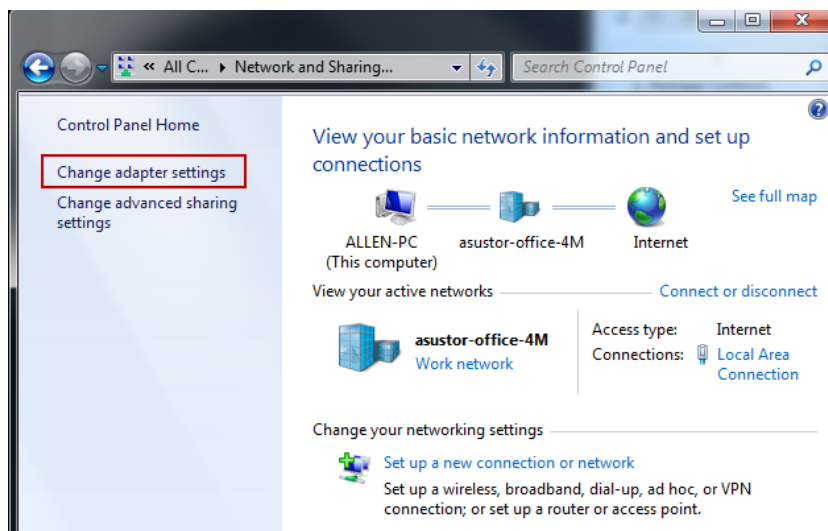 « All C... ▸ Network and Sharing...
Search Control Panel
Control Panel Home
Change adapter settings
Change advanced sharing
settings
View your basic network information and set up
connections
See full map
ALLEN-PC
(This computer)
asustor-office-4M
Internet
View your active networks
Connect or disconnect
asustor-office-4M
Work network
Access type: Internet
Connections: Local Area
Connection
Change your networking settings
Set up a new connection or network
Set up a wireless, broadband, dial-up, ad hoc, or VPN
connection; or set up a router or access point.